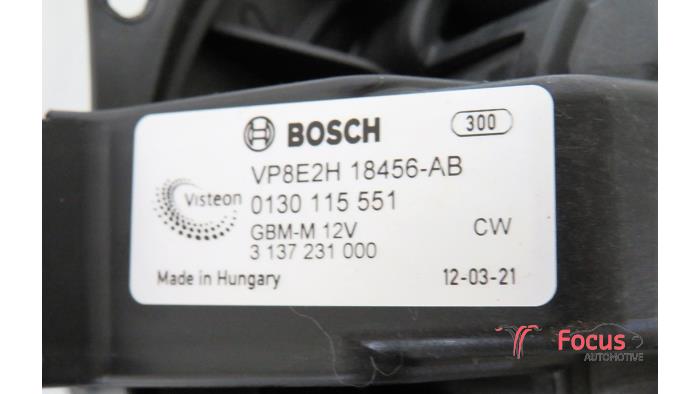 BOSCH
300
VP8E2H 18456-AB
Visteon
0130 115 551
GBM-M 12V
CW
3 137 231 000
Made in Hungary
12-03-21
Focus
AUTOMOTIVE